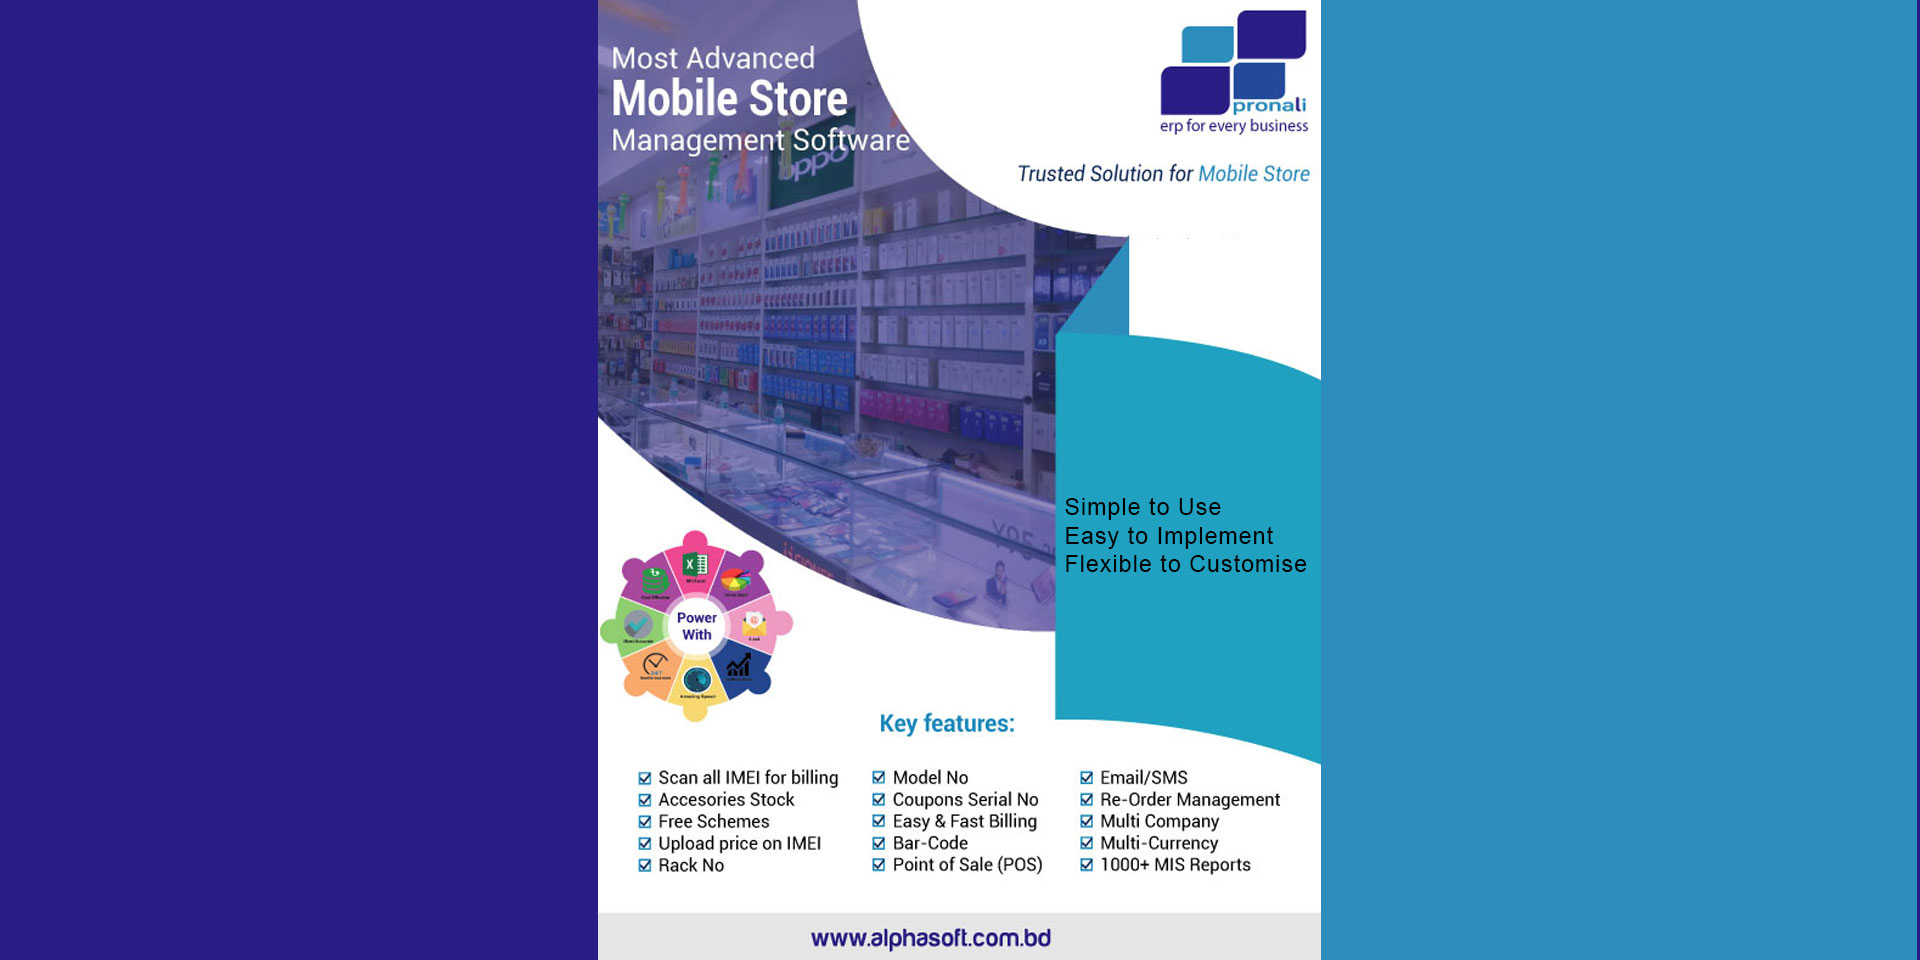 Most Advanced
Mobile Store
Management Software
oppo
pronali
erp for every business
Trusted Solution for Mobile Store
Simple to Use
Easy to Implement
Flexible to Customise
Power
With
Key features:
Scan all IMEI for billing
Accesories Stock
Free Schemes
Upload price on IMEI
Rack No
Model No
Coupons Serial No
Easy & Fast Billing
Bar-Code
Point of Sale (POS)
Email/SMS
Re-Order Management
Multi Company
Multi-Currency
1000+ MIS Reports
www.alphasoft.com.bd